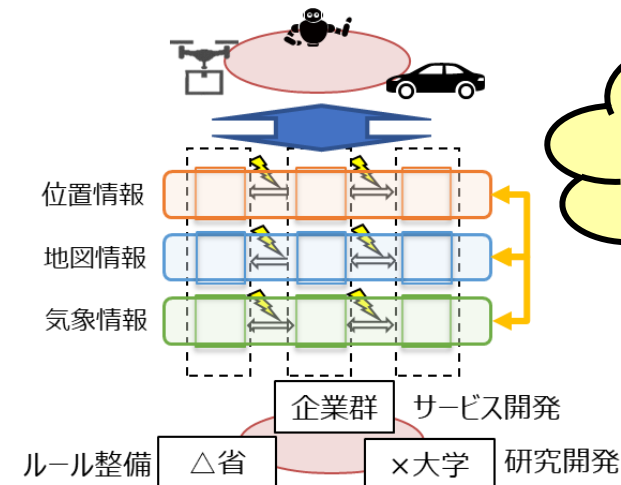 位置情報
地図情報
気象情報
企業群 サービス開発
ルール整備 △省 ×大学 研究開発